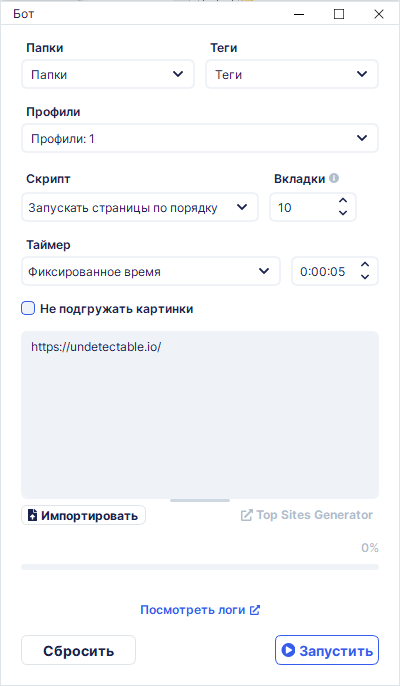 Бот
Папки Теги
Папки Теги
Профили
Профили: 1
Скрипт Вкладки
Запускать страницы по порядку 10
Таймер
Фиксированное время 0:00:05
Не подгружать картинки
https://undetectable.io/
Импортировать Top Sites Generator
0%
Посмотреть логи
Сбросить Запустить